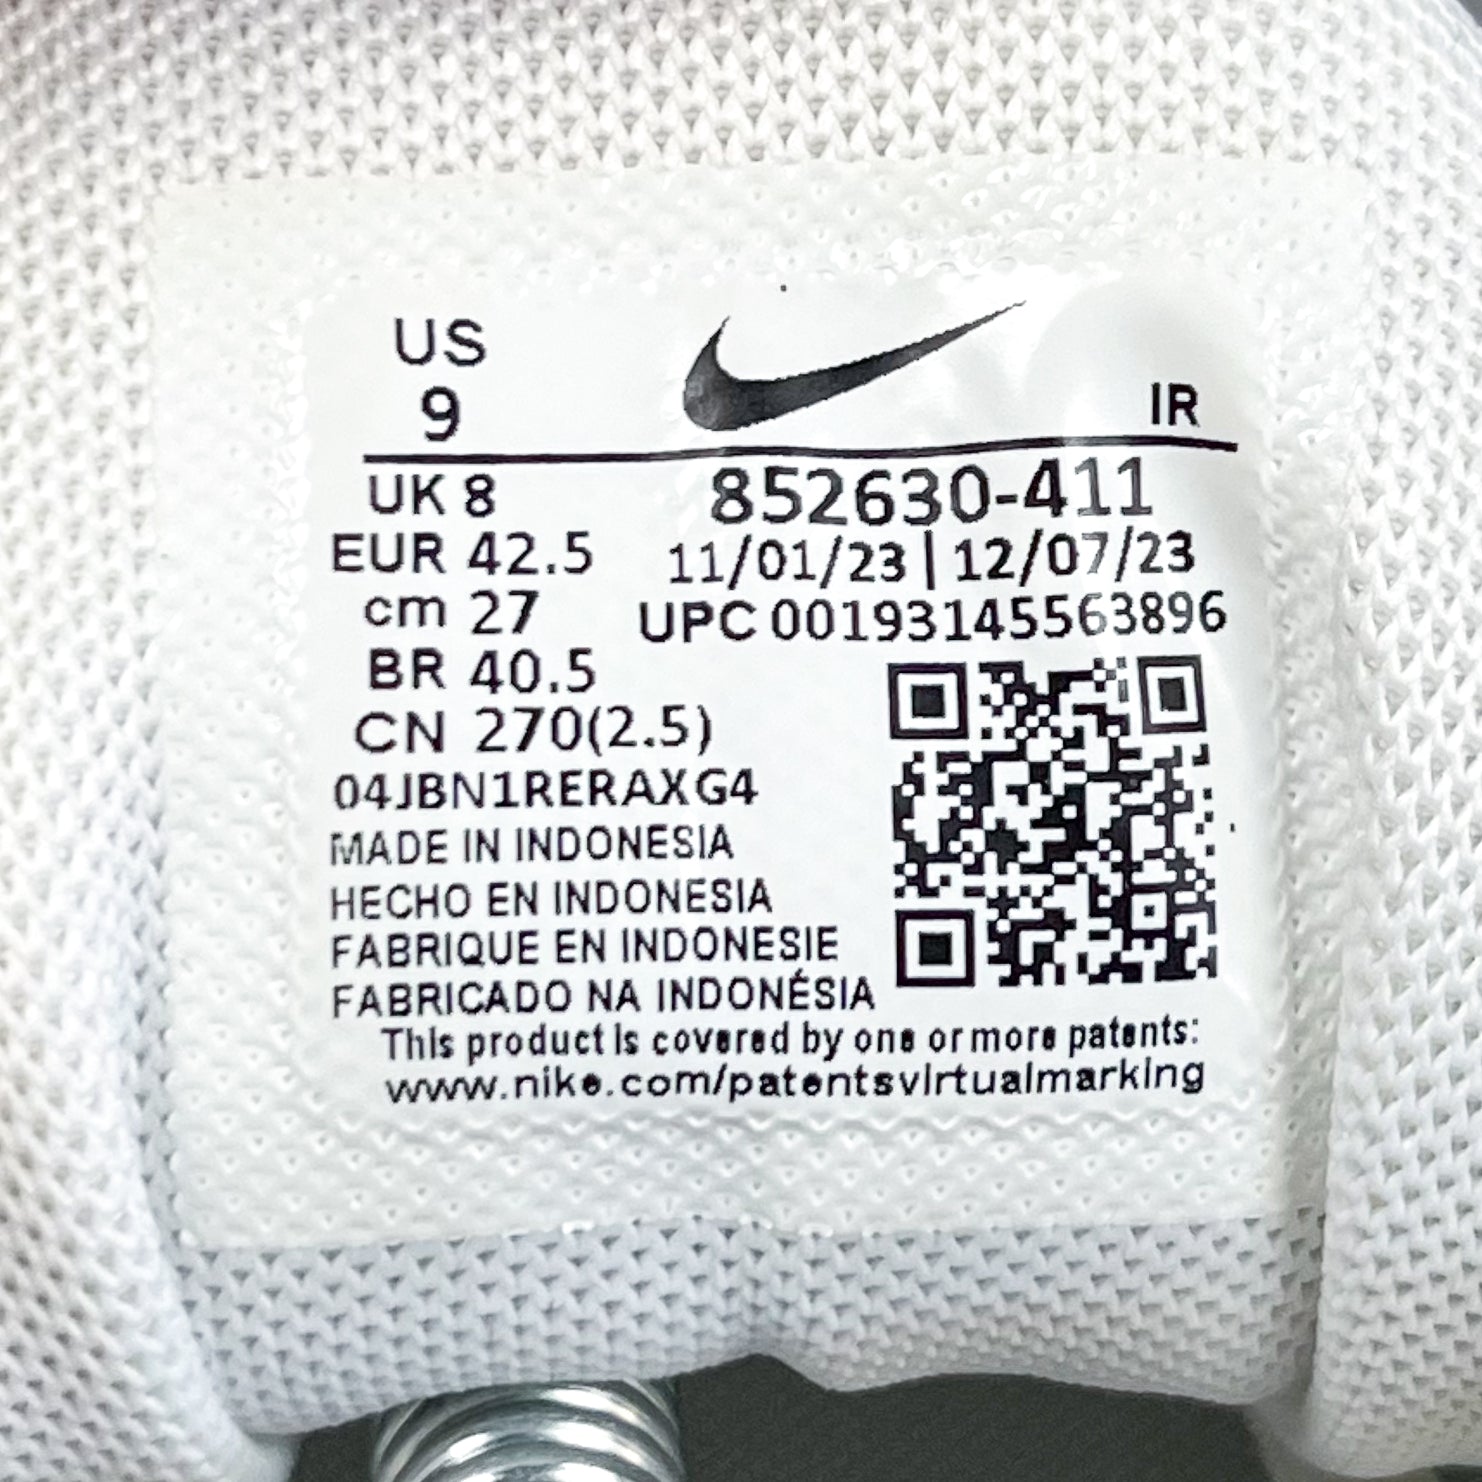 US
9
IR
UK 8
852630-411
EUR 42.5
11/01/23 | 12/07/23
cm 27
UPC 00193145563896
BR 40.5
CN 270(2.5)
04JBN1RERAXG4
MADE IN INDONESIA
HECHO EN INDONESIA
FABRIQUE EN INDONESIE
FABRICADO NA INDONÉSIA
This product is covered by one or more patents:
www.nike.com/patentsvirtualmarking